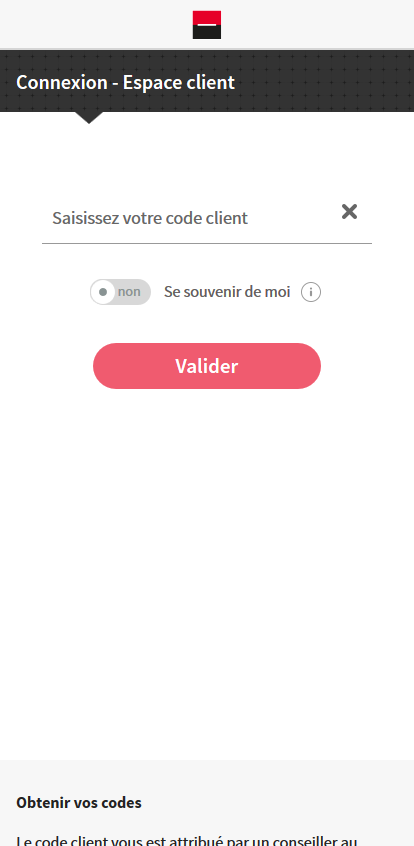 Connexion - Espace client
Saisissez votre code client
non
Se souvenir de moi
Valider
Obtenir vos codes
Le code client vous est attribué par un conseiller au